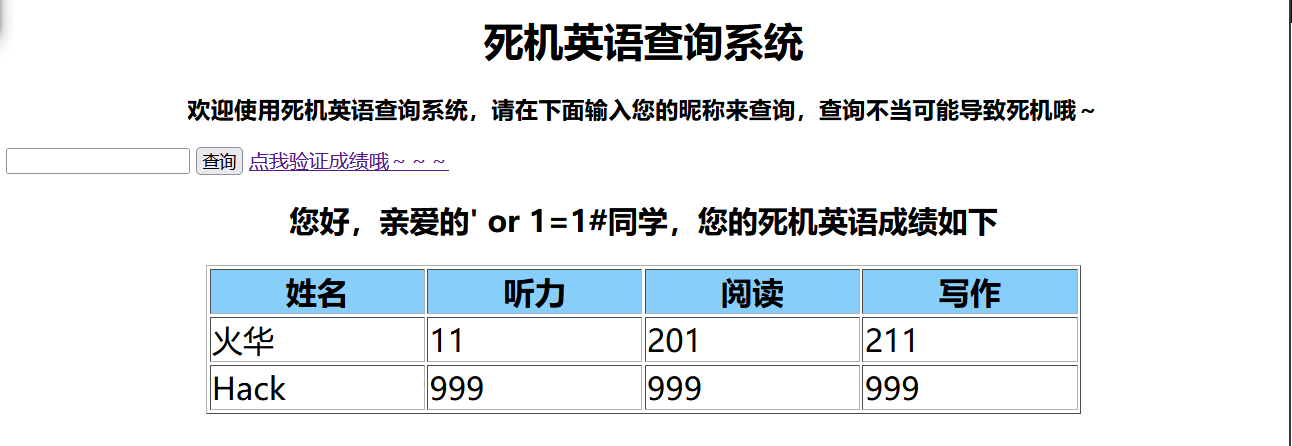 死机英语查询系统
欢迎使用死机英语查询系统，请在下面输入您的昵称来查询，查询不当可能导致死机哦～
查询 点我验证成绩哦～～～
您好，亲爱的' or 1=1#同学，您的死机英语成绩如下
姓名 听力 阅读 写作
火华 11 201 211
Hack 999 999 999